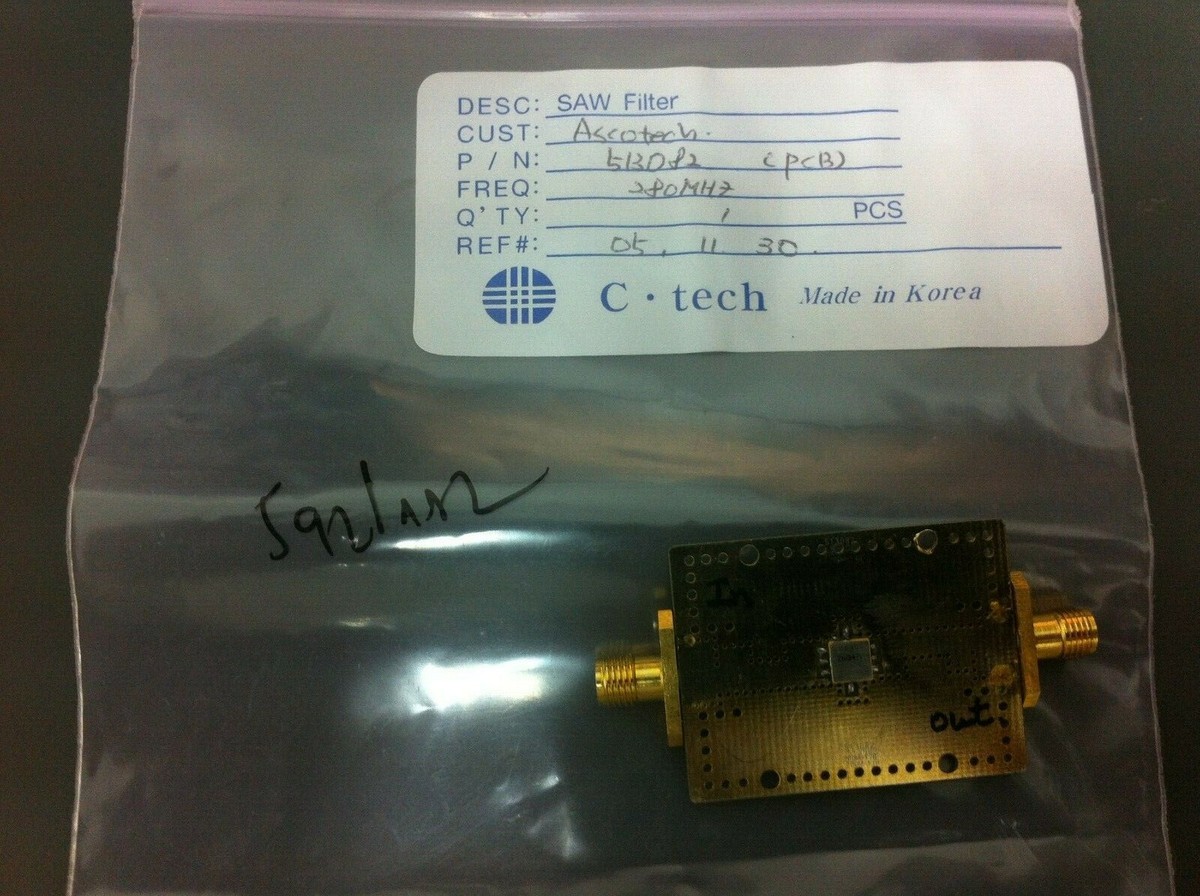 DESC: SAW Filter
CUST: Ascotech.
P / N: (PCB)
FREQ: 280MHz
Q'TY: 1 PCS
REF#: 05. 11. 30.
C·tech Made in Korea
In
out